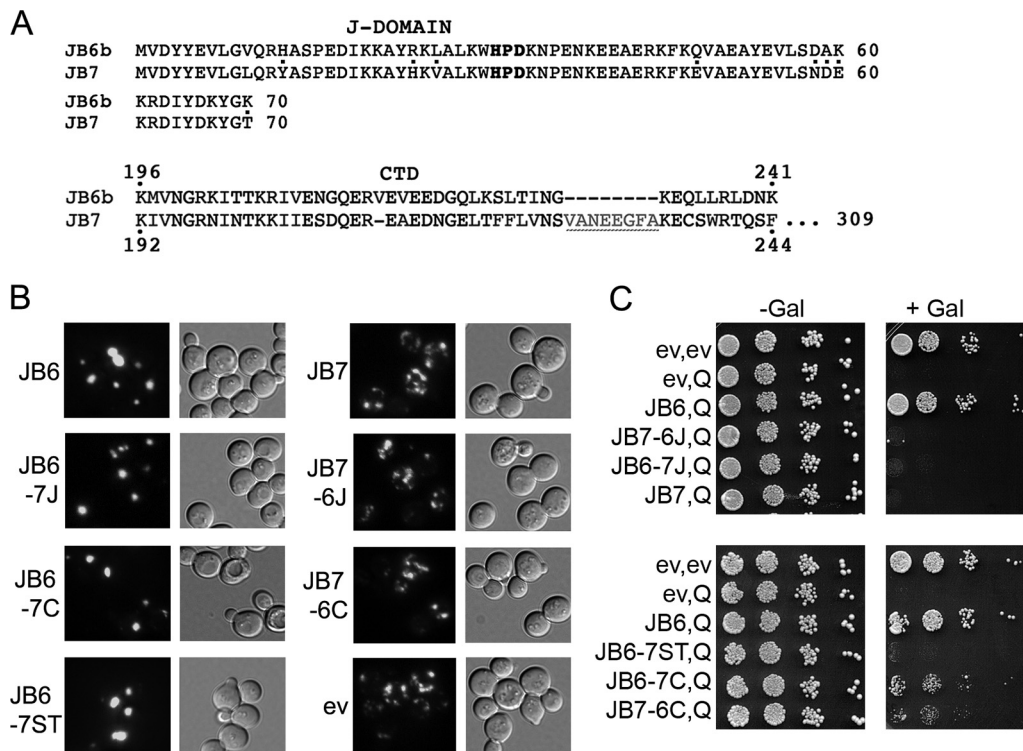 A
J-DOMAIN
JB6b MVDYYEVLGVQRHASPEDIKKAYRKLALKWHPDKNPENKEEAERKFKQVAEAYEVLSDAK 60
JB7 MVDYYEVLGLQRYASPEDIKKAYHKVALKWHPDKNPENKEEAERKFKEVAEAYEVLSNDE 60
JB6b KRDIYDKYGK 70
JB7 KRDIYDKYGT 70
196 CTD 241
JB6b KMVNGRKITTKRIVENGQERVEVEEDGQLKSLTING--------KEQLLRLDNK
JB7 KIVNGRNINTKKIIESDQER-EAEDNGELTFFLVNSVANEEGFAKECSWRTQSF ... 309
192 244
B
JB6
JB7
JB6
-7J
JB7
-6J
JB6
-7C
JB7
-6C
JB6
-7ST
ev
C
-Gal + Gal
ev,ev
ev,Q
JB6,Q
JB7-6J,Q
JB6-7J,Q
JB7,Q
ev,ev
ev,Q
JB6,Q
JB6-7ST,Q
JB6-7C,Q
JB7-6C,Q